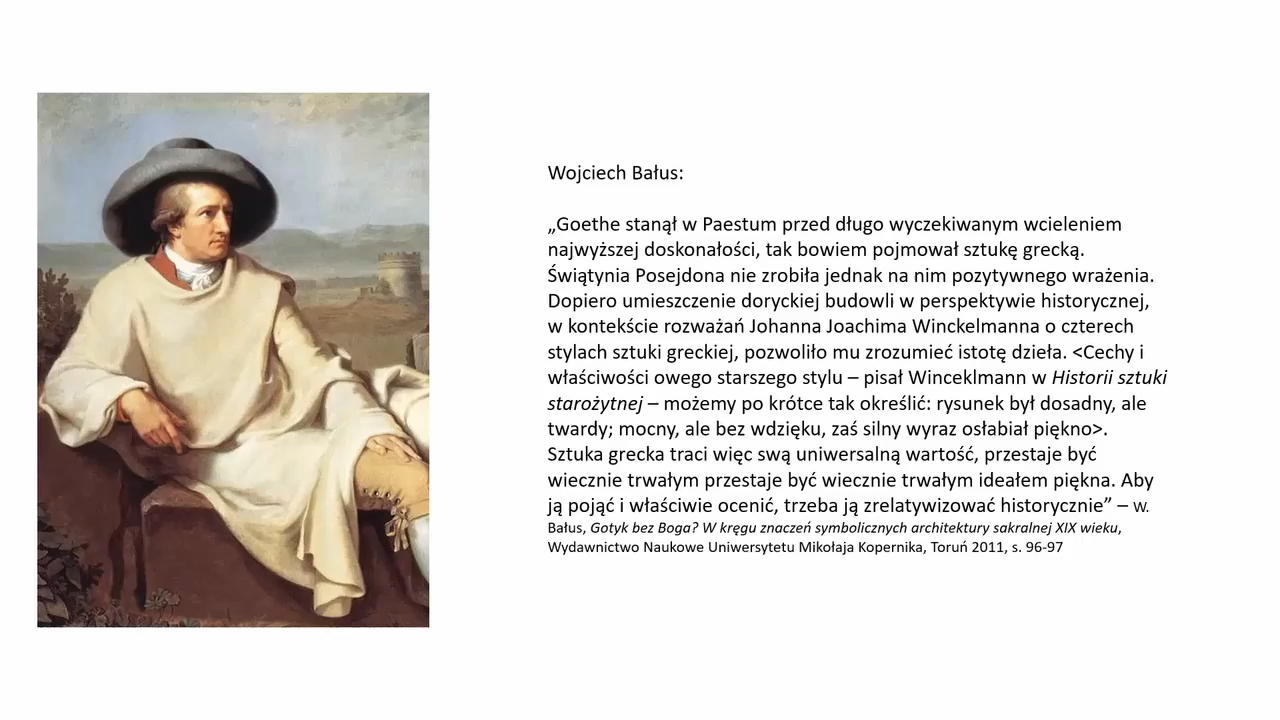 Wojciech Bałus:
„Goethe stanął w Paestum przed długo wyczekiwanym wcieleniem
najwyższej doskonałości, tak bowiem pojmował sztukę grecką.
Świątynia Posejdona nie zrobiła jednak na nim pozytywnego wrażenia.
Dopiero umieszczenie doryckiej budowli w perspektywie historycznej,
w kontekście rozważań Johanna Joachima Winckelmanna o czterech
stylach sztuki greckiej, pozwoliło mu zrozumieć istotę dzieła. <Cechy i
właściwości owego starszego stylu – pisał Winceklmann w Historii sztuki
starożytnej – możemy po krótce tak określić: rysunek był dosadny, ale
twardy; mocny, ale bez wdzięku, zaś silny wyraz osłabiał piękno>.
Sztuka grecka traci więc swą uniwersalną wartość, przestaje być
wiecznie trwałym przestaje być wiecznie trwałym ideałem piękna. Aby
ją pojąć i właściwie ocenić, trzeba ją zrelatywizować historycznie” – w.
Bałus, Gotyk bez Boga? W kręgu znaczeń symbolicznych architektury sakralnej XIX wieku,
Wydawnictwo Naukowe Uniwersytetu Mikołaja Kopernika, Toruń 2011, s. 96-97